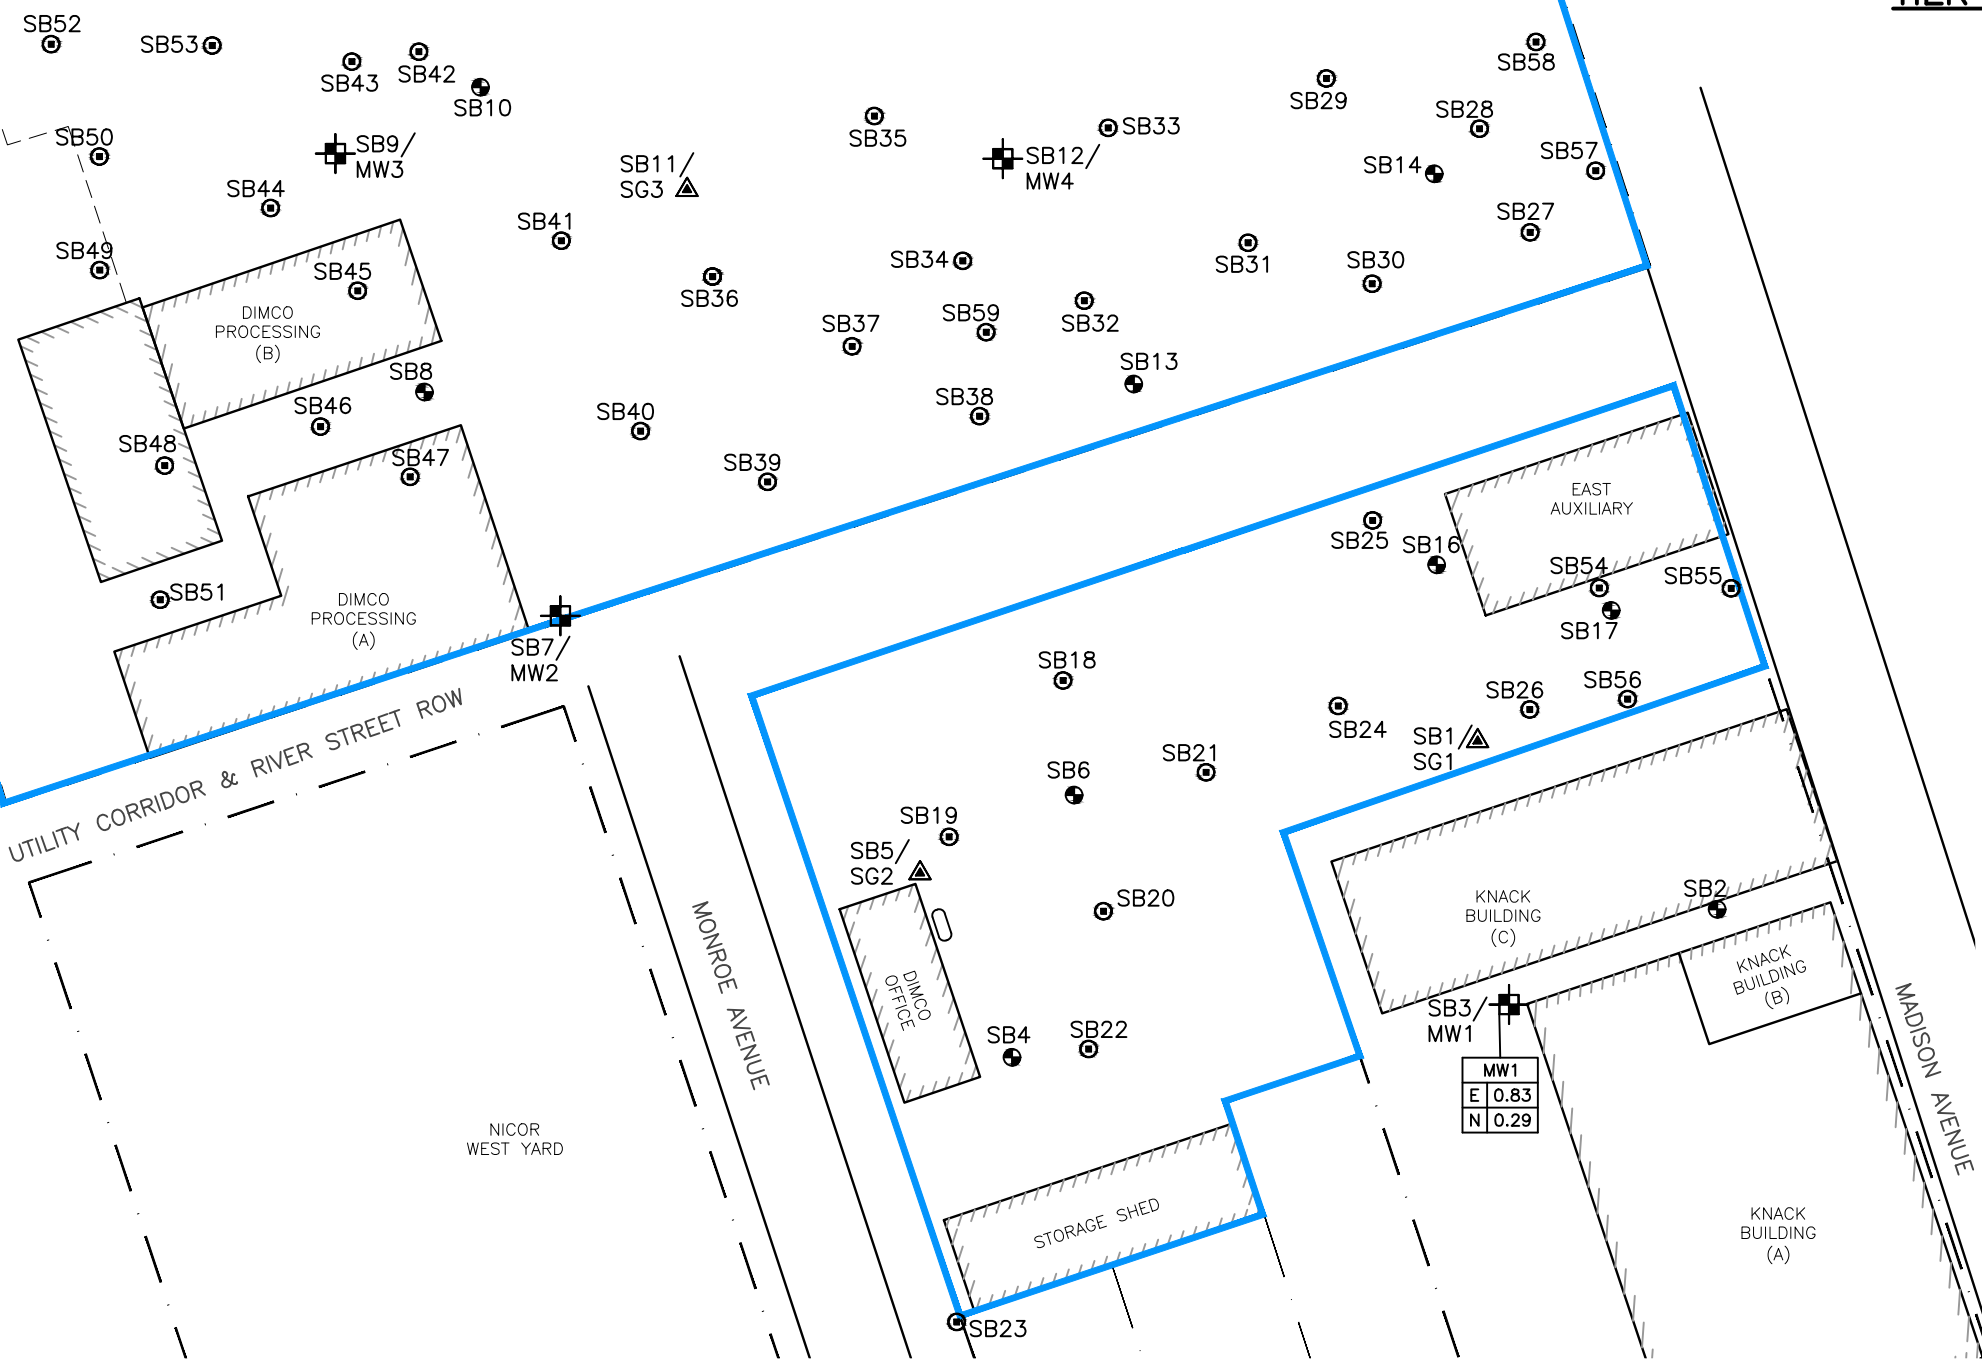 SB52
SB53
SB43
SB42
SB10
SB58
SB29
SB28
SB35
SB33
SB50
SB9/
MW3
SB11/
SG3
SB12/
MW4
SB14
SB57
SB44
SB41
SB27
SB49
SB45
SB36
SB34
SB31
SB30
DIMCO
PROCESSING
(B)
SB37
SB59
SB32
SB8
SB13
SB46
SB40
SB38
SB48
SB47
SB39
EAST
AUXILIARY
SB25
SB16
SB54
SB55
SB51
DIMCO
PROCESSING
(A)
SB17
SB7/
MW2
SB18
SB26
SB56
SB24
SB1/
SG1
UTILITY CORRIDOR & RIVER STREET ROW
SB21
SB6
SB19
SB5/
SG2
SB20
SB2
KNACK
BUILDING
(C)
MONROE AVENUE
DIMCO
OFFICE
KNACK
BUILDING
(B)
SB4
SB22
SB3/
MW1
MADISON AVENUE
MW1
E 0.83
N 0.29
NICOR
WEST YARD
STORAGE SHED
KNACK
BUILDING
(A)
SB23